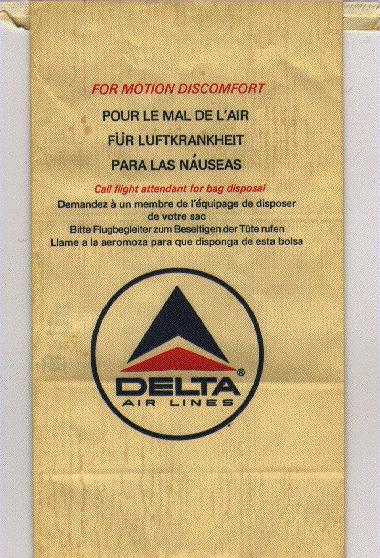 FOR MOTION DISCOMFORT
POUR LE MAL DE L'AIR
FÜR LUFTKRANKHEIT
PARA LAS NÁUSEAS
Call flight attendant for bag disposal
Demandez à un membre de l'équipage de disposer
de votre sac
Bitte Flugbegleiter zum Beseitigen der Tüte rufen
Llame a la aeromoza para que disponga de esta bolsa
DELTA®
AIR LINES